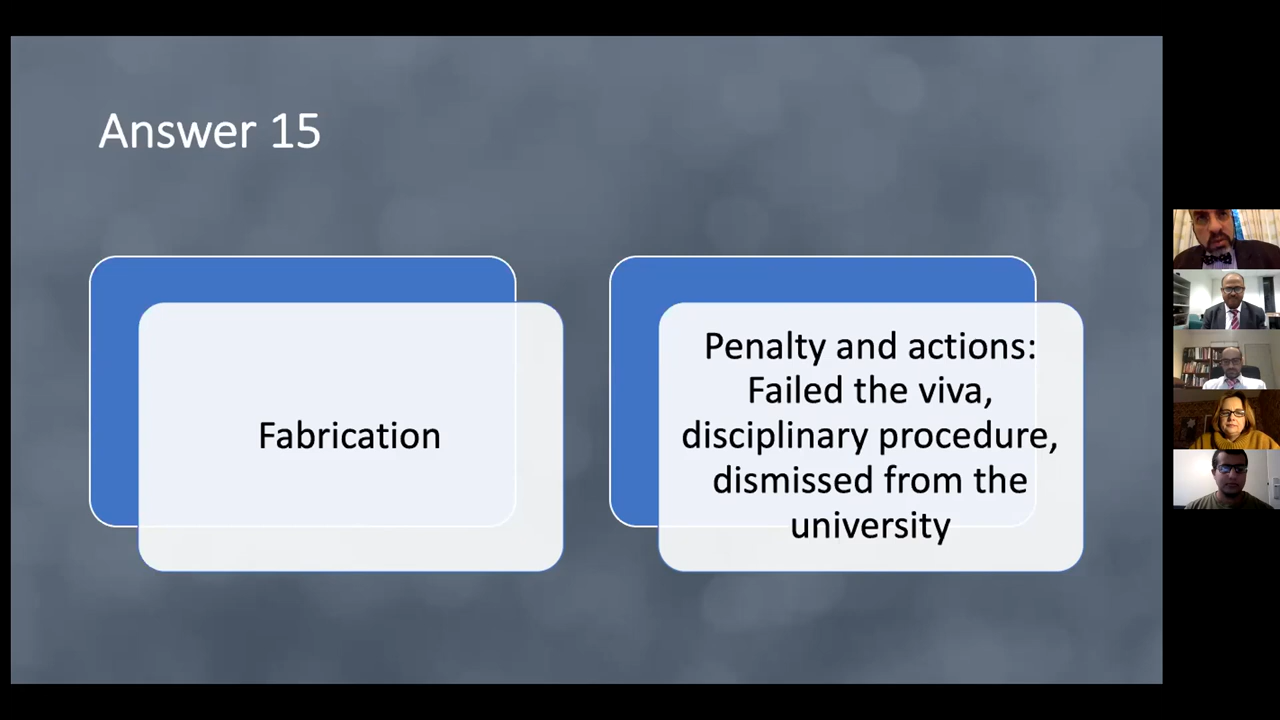 Answer 15
Fabrication
Penalty and actions:
Failed the viva,
disciplinary procedure,
dismissed from the
university